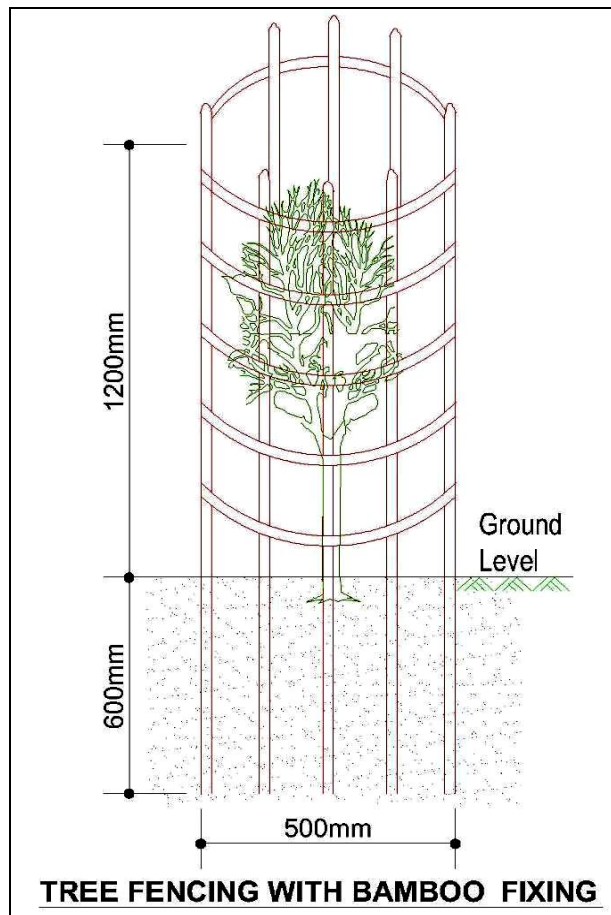 1200mm
Ground
Level
600mm
500mm
TREE FENCING WITH BAMBOO FIXING